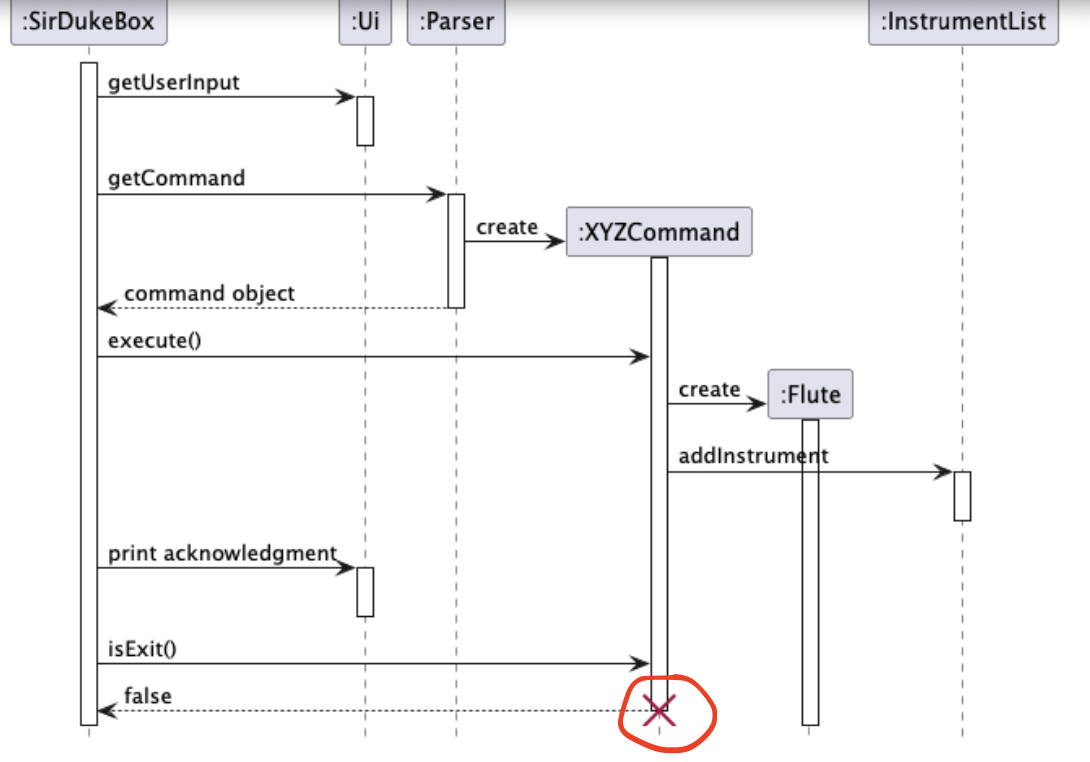 :SirDukeBox :Ui :Parser :InstrumentList
getUserInput
getCommand
create :XYZCommand
command object
execute()
create :Flute
addInstrument
print acknowledgment
isExit()
false